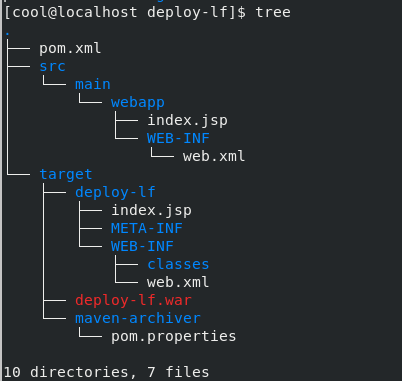 [cool@localhost deploy-lf]$ tree
.
├── pom.xml
├── src
│   └── main
│       └── webapp
│           ├── index.jsp
│           └── WEB-INF
│               └── web.xml
└── target
    ├── deploy-lf
    │   ├── index.jsp
    │   ├── META-INF
    │   └── WEB-INF
    │       ├── classes
    │       └── web.xml
    ├── deploy-lf.war
    └── maven-archiver
        └── pom.properties
10 directories, 7 files